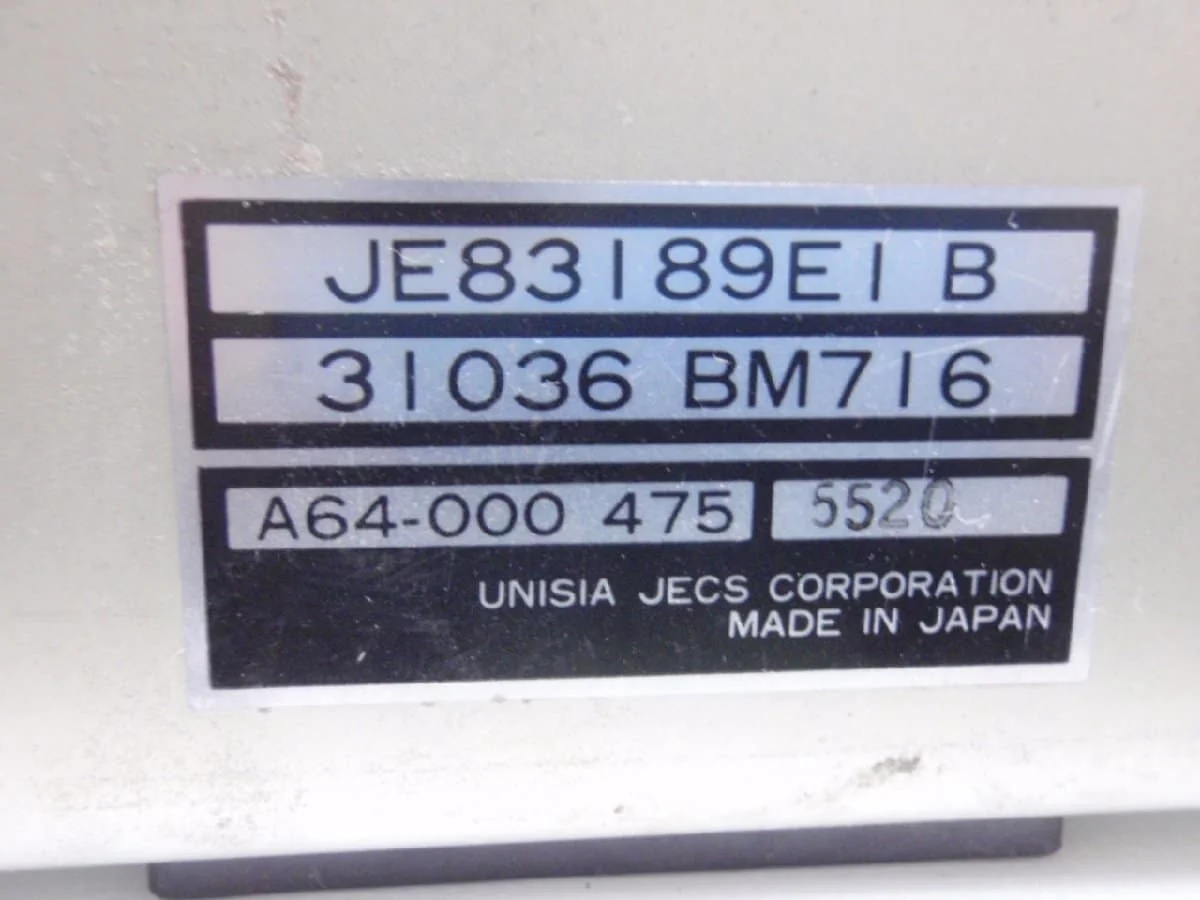 JE83189E1 B
31036 BM716
A64-000 475 5520
UNISIA JECS CORPORATION
MADE IN JAPAN